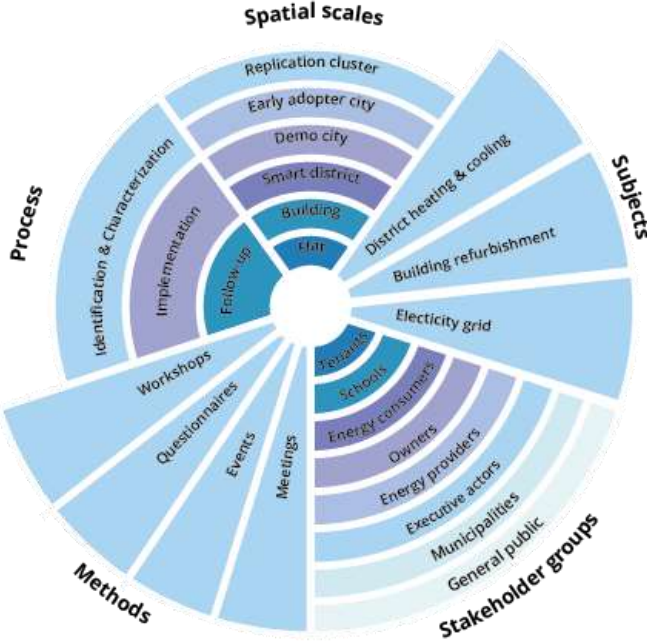 Spatial scales
Replication cluster
Early adopter city
Demo city
Smart district
Building
Flat
Subjects
District heating & cooling
Building refurbishment
Electicity grid
Stakeholder groups
Tenants
Schools
Energy consumers
Owners
Energy providers
Executive actors
Municipalities
General public
Methods
Meetings
Events
Questionnaires
Workshops
Process
Identification & Characterization
Implementation
Follow-up